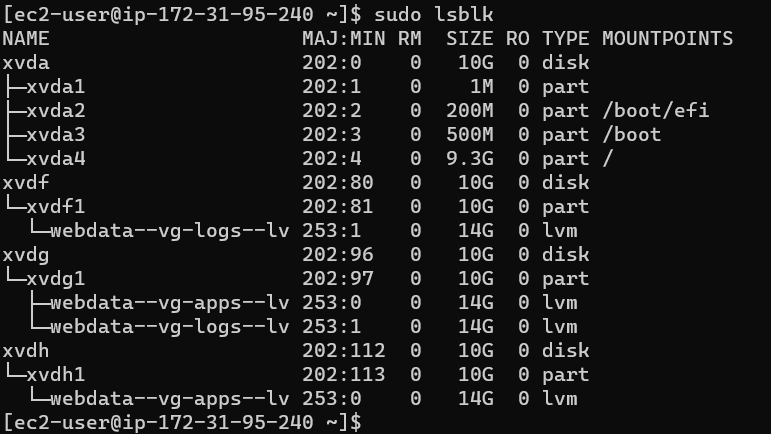 [ec2-user@ip-172-31-95-240 ~]$ sudo lsblk
NAME                     MAJ:MIN RM  SIZE RO TYPE MOUNTPOINTS
xvda                     202:0    0   10G  0 disk
├─xvda1                  202:1    0    1M  0 part
├─xvda2                  202:2    0  200M  0 part /boot/efi
├─xvda3                  202:3    0  500M  0 part /boot
└─xvda4                  202:4    0  9.3G  0 part /
xvdf                     202:80   0   10G  0 disk
└─xvdf1                  202:81   0   10G  0 part
  └─webdata--vg-logs--lv 253:1    0   14G  0 lvm
xvdg                     202:96   0   10G  0 disk
└─xvdg1                  202:97   0   10G  0 part
  ├─webdata--vg-apps--lv 253:0    0   14G  0 lvm
  └─webdata--vg-logs--lv 253:1    0   14G  0 lvm
xvdh                     202:112  0   10G  0 disk
└─xvdh1                  202:113  0   10G  0 part
  └─webdata--vg-apps--lv 253:0    0   14G  0 lvm
[ec2-user@ip-172-31-95-240 ~]$